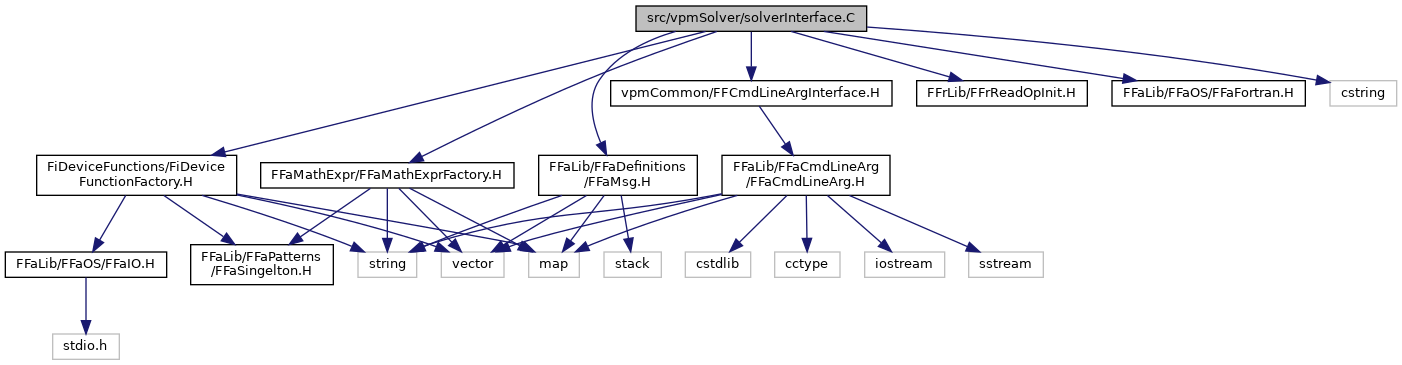 src/vpmSolver/solverInterface.C
vpmCommon/FFCmdLineArgInterface.H
FFrLib/FFrReadOpInit.H
FFaLib/FFaOS/FFaFortran.H
cstring
FiDeviceFunctions/FiDevice
FunctionFactory.H
FFaMathExpr/FFaMathExprFactory.H
FFaLib/FFaDefinitions
/FFaMsg.H
FFaLib/FFaCmdLineArg
/FFaCmdLineArg.H
FFaLib/FFaOS/FFaIO.H
FFaLib/FFaPatterns
/FFaSingelton.H
string
vector
map
stack
cstdlib
cctype
iostream
sstream
stdio.h